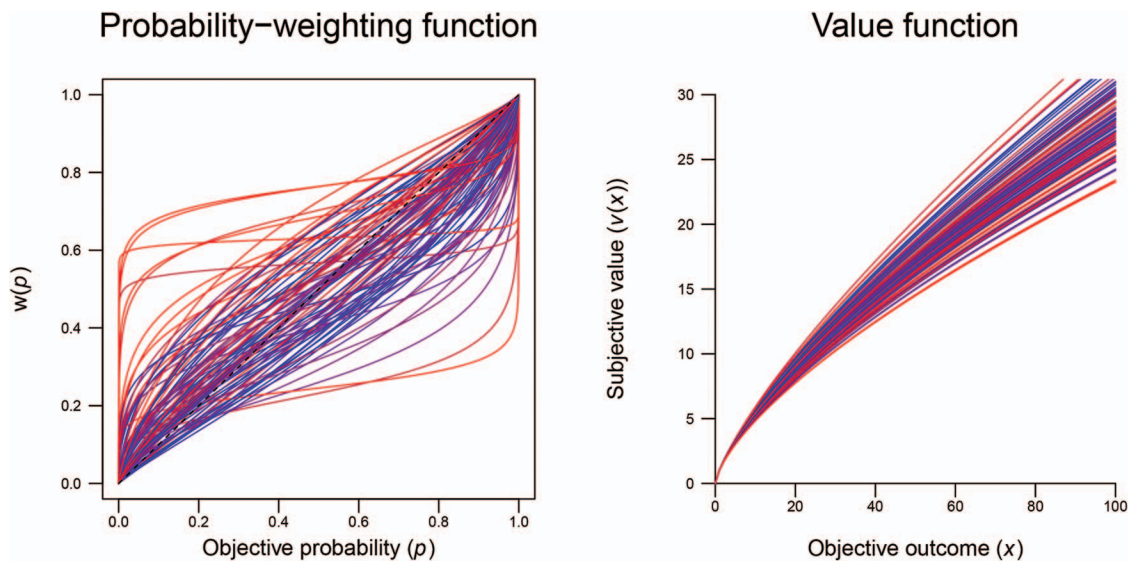 Probability−weighting function
1.0
0.8
0.6
0.4
0.2
0.0
w(p)
0.0 0.2 0.4 0.6 0.8 1.0
Objective probability (p)
Value function
30
25
20
15
10
5
0
Subjective value (v(x))
0 20 40 60 80 100
Objective outcome (x)